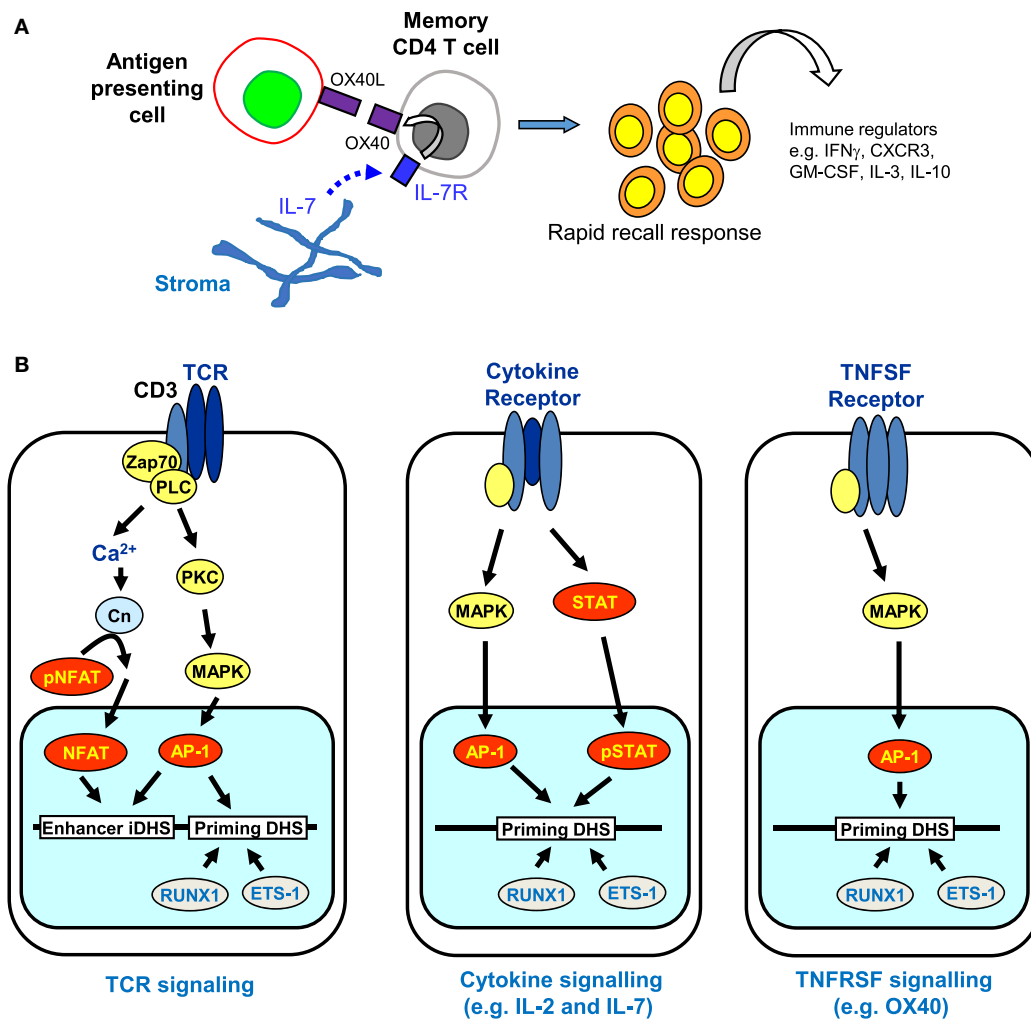 A
Memory
CD4 T cell
Antigen
presenting
cell
OX40L
OX40
IL-7R
IL-7
Stroma
Rapid recall response
Immune regulators
e.g. IFNγ, CXCR3,
GM-CSF, IL-3, IL-10
B
TCR
CD3
Zap70
PLC
Ca²⁺
PKC
Cn
pNFAT
MAPK
NFAT
AP-1
Enhancer iDHS
Priming DHS
RUNX1
ETS-1
TCR signaling
Cytokine
Receptor
MAPK
STAT
AP-1
pSTAT
Priming DHS
RUNX1
ETS-1
Cytokine signalling
(e.g. IL-2 and IL-7)
TNFSF
Receptor
MAPK
AP-1
Priming DHS
RUNX1
ETS-1
TNFRSF signalling
(e.g. OX40)